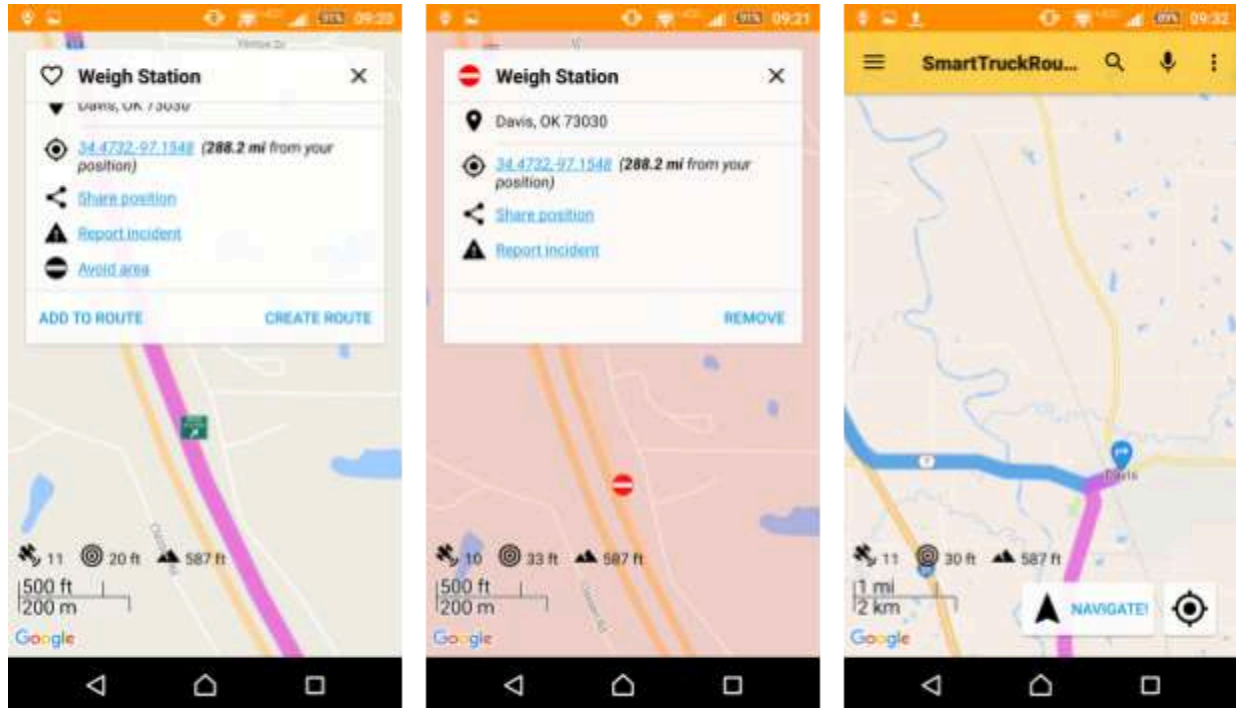 91% 09:20
Weigh Station
Davis, OK 73030
34.4732,-97.1548 (288.2 mi from your
position)
Share position
Report incident
Avoid area
ADD TO ROUTE CREATE ROUTE
11 20 ft 587 ft
500 ft
200 m
Google
91% 09:21
Weigh Station
Davis, OK 73030
34.4732,-97.1548 (288.2 mi from your
position)
Share position
Report incident
REMOVE
10 33 ft 587 ft
500 ft
200 m
Google
89% 09:32
SmartTruckRou...
7
Davis
11 30 ft 587 ft
1 mi
2 km
NAVIGATE!
Google